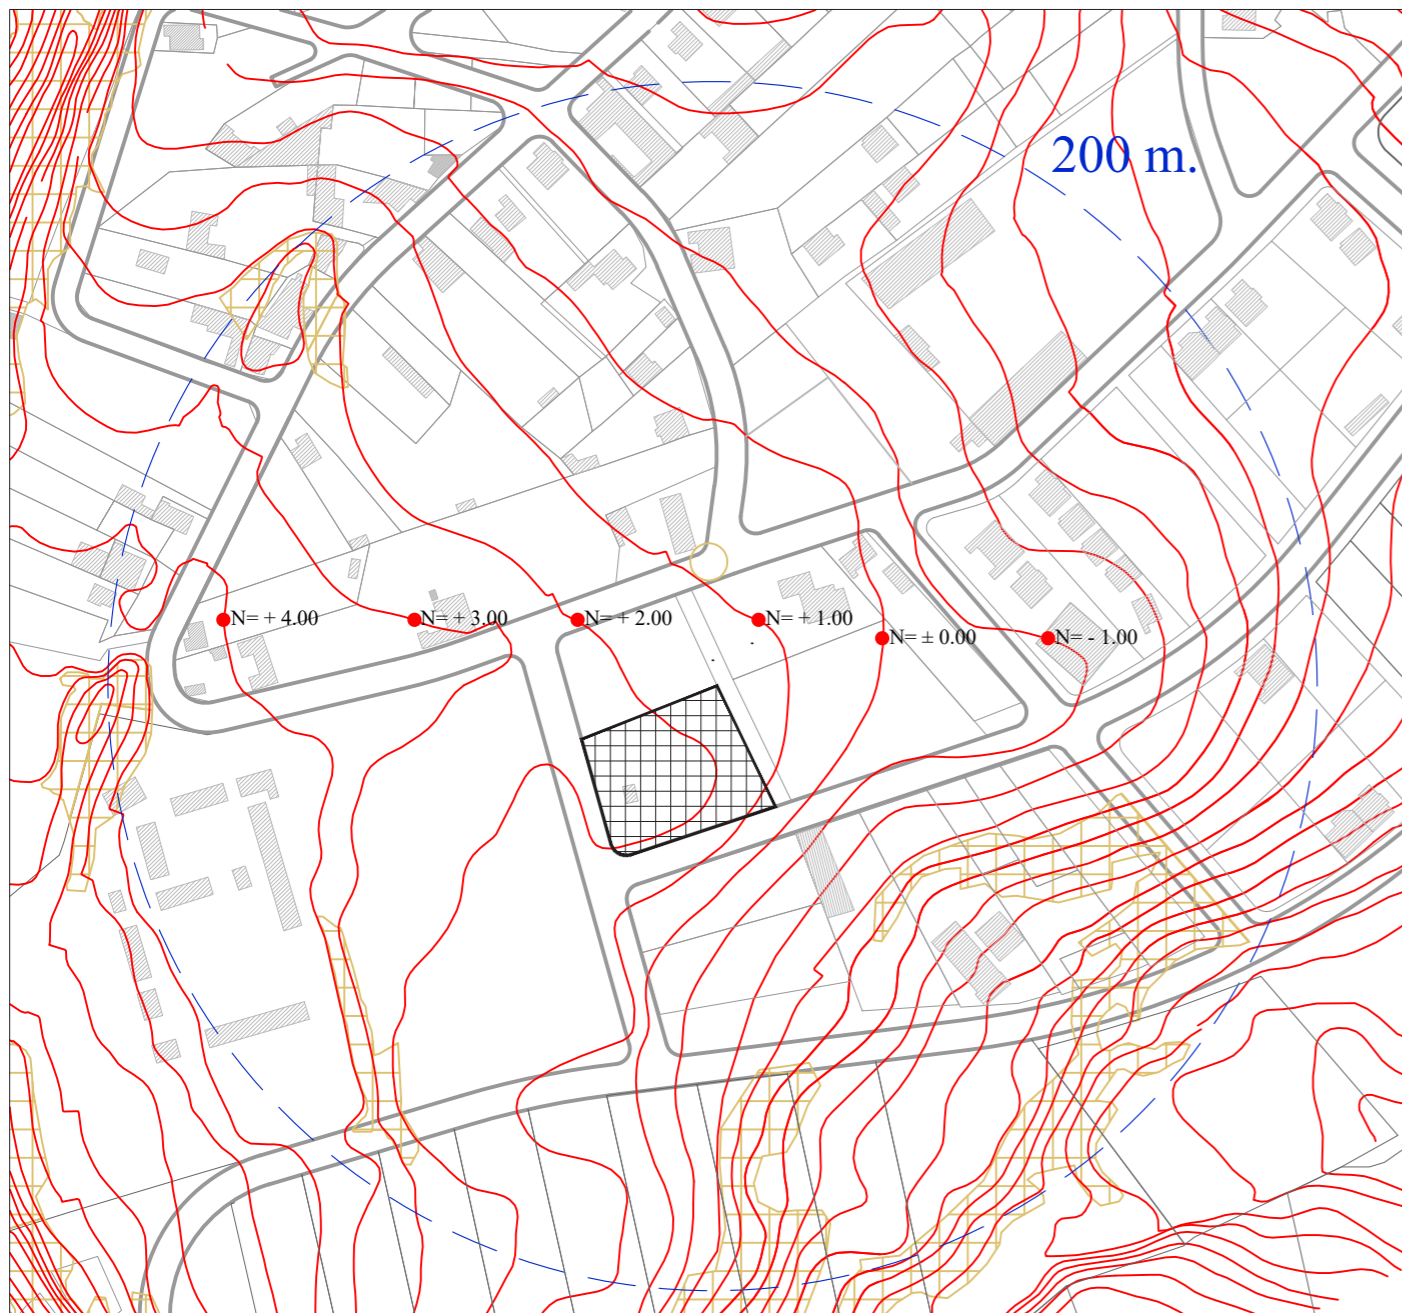 200 m.
N= + 4.00
N= + 3.00
N= + 2.00
N= + 1.00
N= ± 0.00
N= - 1.00